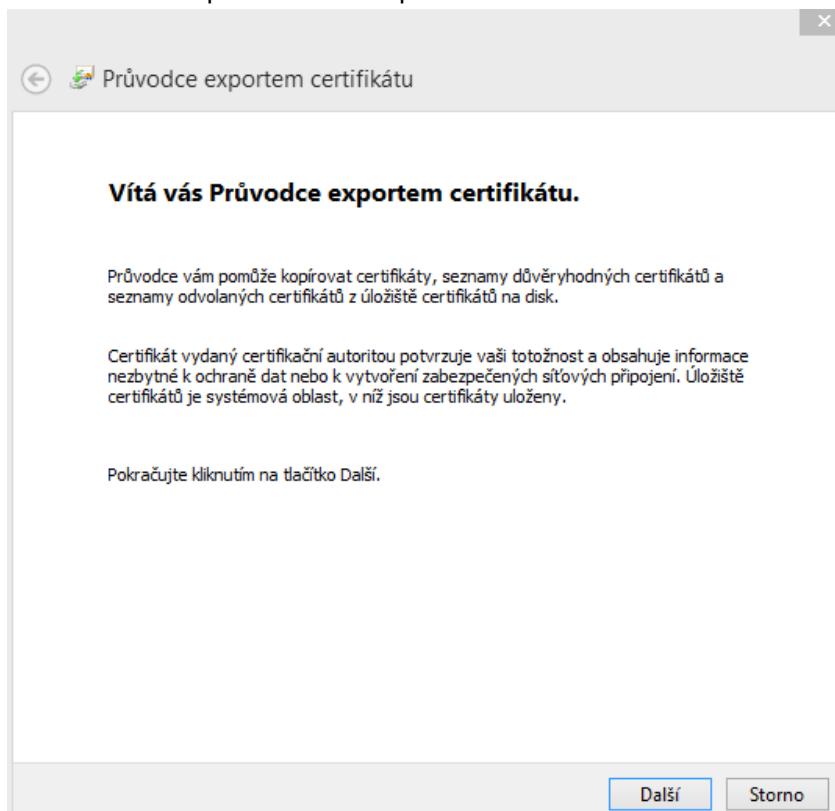 Průvodce exportem certifikátu
Vítá vás Průvodce exportem certifikátu.
Průvodce vám pomůže kopírovat certifikáty, seznamy důvěryhodných certifikátů a
seznamy odvolaných certifikátů z úložiště certifikátů na disk.
Certifikát vydaný certifikační autoritou potvrzuje vaši totožnost a obsahuje informace
nezbytné k ochraně dat nebo k vytvoření zabezpečených síťových připojení. Úložiště
certifikátů je systémová oblast, v níž jsou certifikáty uloženy.
Pokračujte kliknutím na tlačítko Další.
Další Storno